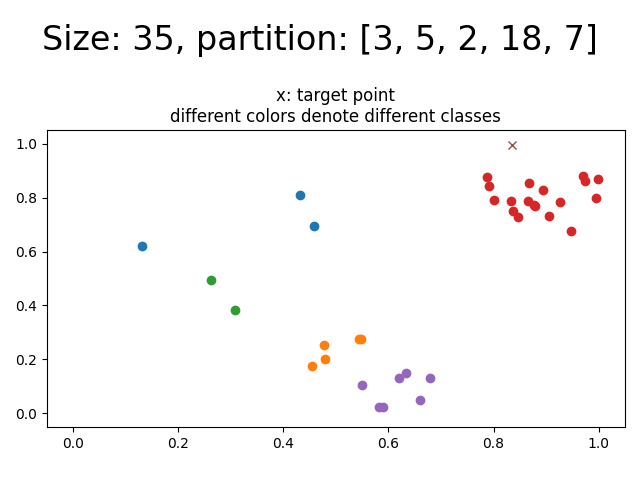 Size: 35, partition: [3, 5, 2, 18, 7]
x: target point
different colors denote different classes
1.0
0.8
0.6
0.4
0.2
0.0
0.0 0.2 0.4 0.6 0.8 1.0